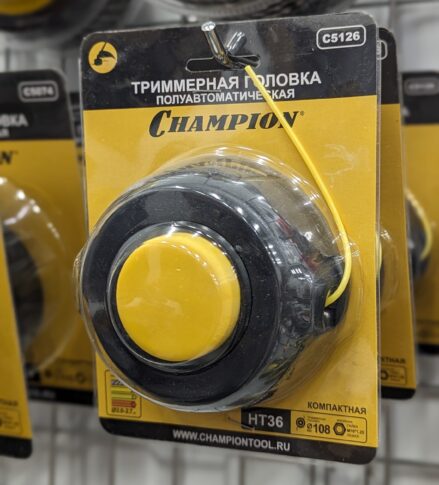 C5126
ТРИММЕРНАЯ ГОЛОВКА
ПОЛУАВТОМАТИЧЕСКАЯ
CHAMPION®
C5074
КОМПАКТНАЯ
HT36
Ø 108
WWW.CHAMPIONTOOL.RU